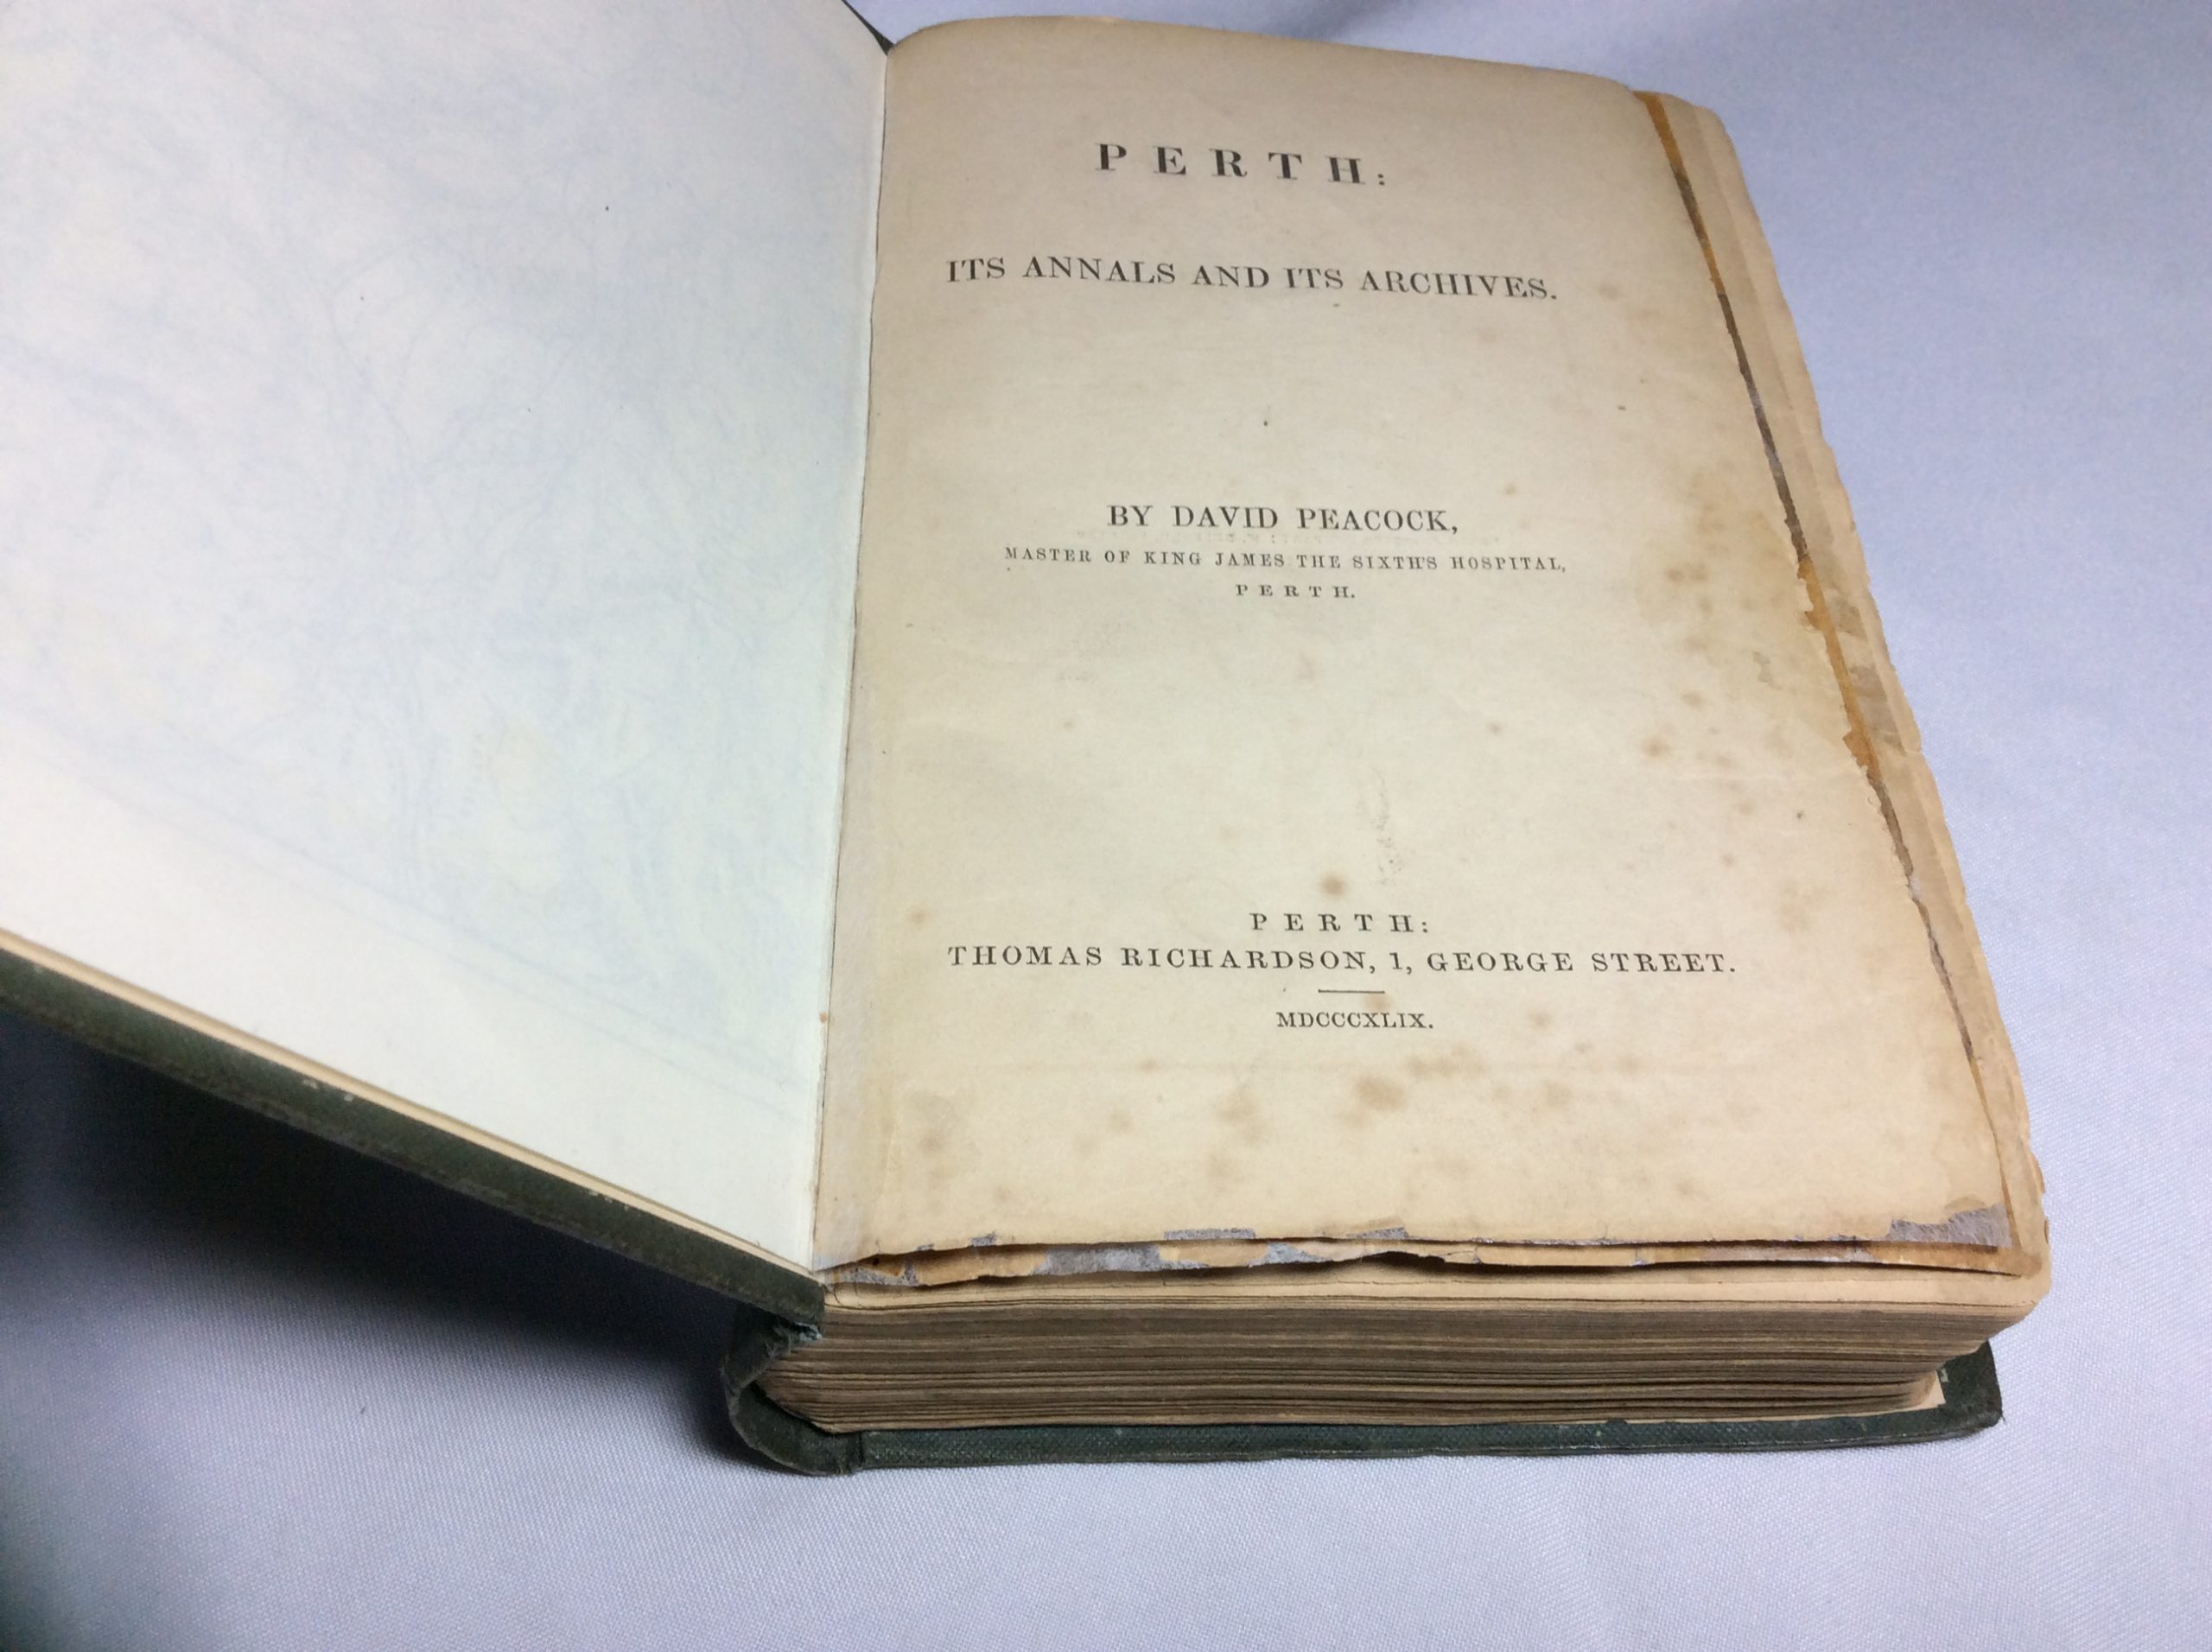 PERTH:
ITS ANNALS AND ITS ARCHIVES.
BY DAVID PEACOCK,
MASTER OF KING JAMES THE SIXTH'S HOSPITAL,
PERTH.
PERTH:
THOMAS RICHARDSON, 1, GEORGE STREET.
MDCCCXLIX.